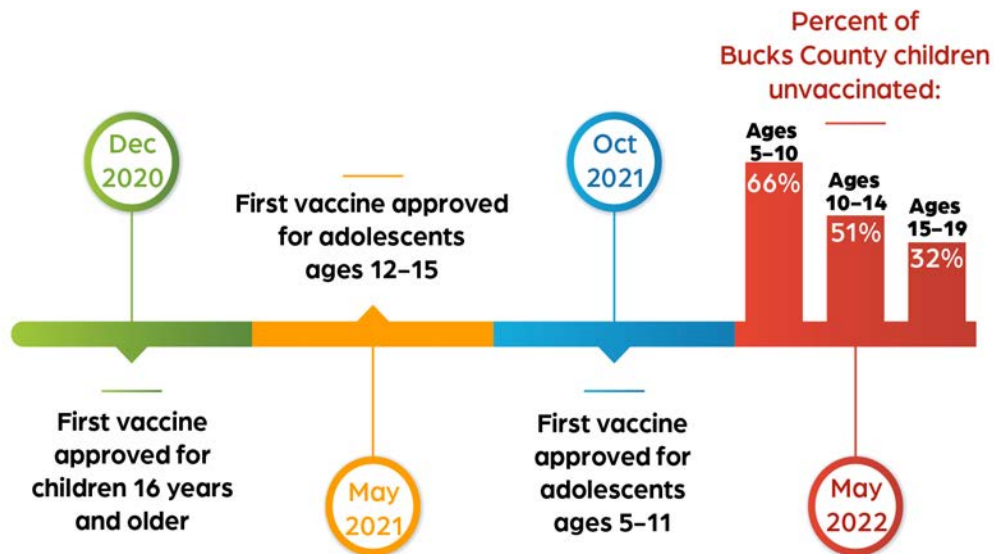 Percent of
Bucks County children
unvaccinated:
Dec
2020
First vaccine
approved for
children 16 years
and older
First vaccine approved
for adolescents
ages 12–15
May
2021
Oct
2021
First vaccine
approved for
adolescents
ages 5–11
Ages
5–10
66%
Ages
10–14
51%
Ages
15–19
32%
May
2022